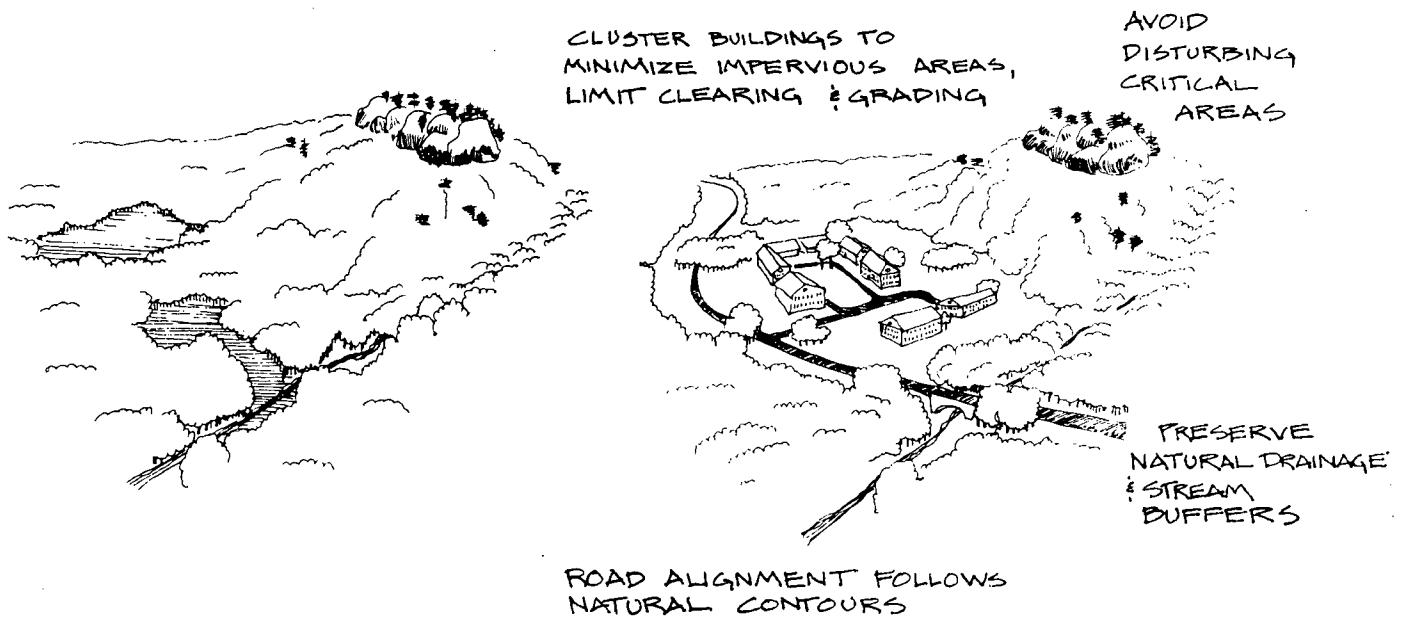 CLUSTER BUILDINGS TO
MINIMIZE IMPERVIOUS AREAS,
LIMIT CLEARING & GRADING
AVOID
DISTURBING
CRITICAL
AREAS
PRESERVE
NATURAL DRAINAGE
& STREAM
BUFFERS
ROAD ALIGNMENT FOLLOWS
NATURAL CONTOURS